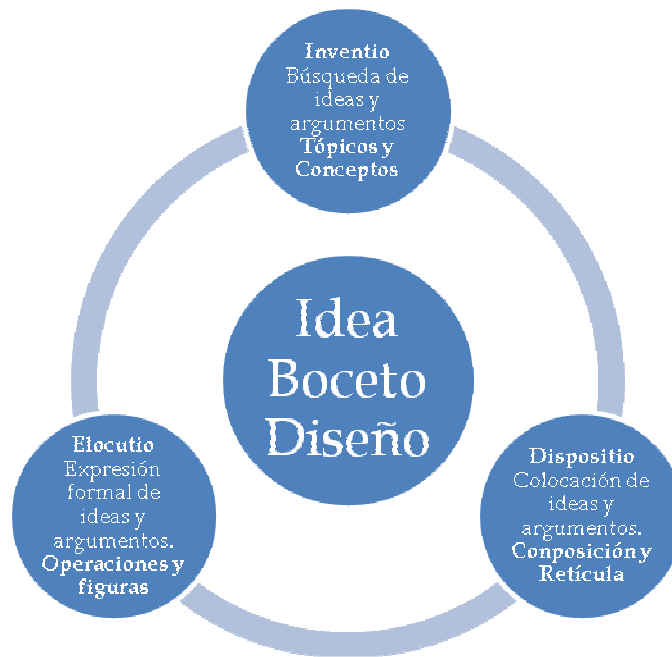 Inventio
Búsqueda de
ideas y
argumentos
Tópicos y
Conceptos
Idea
Boceto
Diseño
Elocutio
Expresión
formal de
ideas y
argumentos.
Operaciones y
figuras
Dispositio
Colocación de
ideas y
argumentos.
Conposición y
Retícula